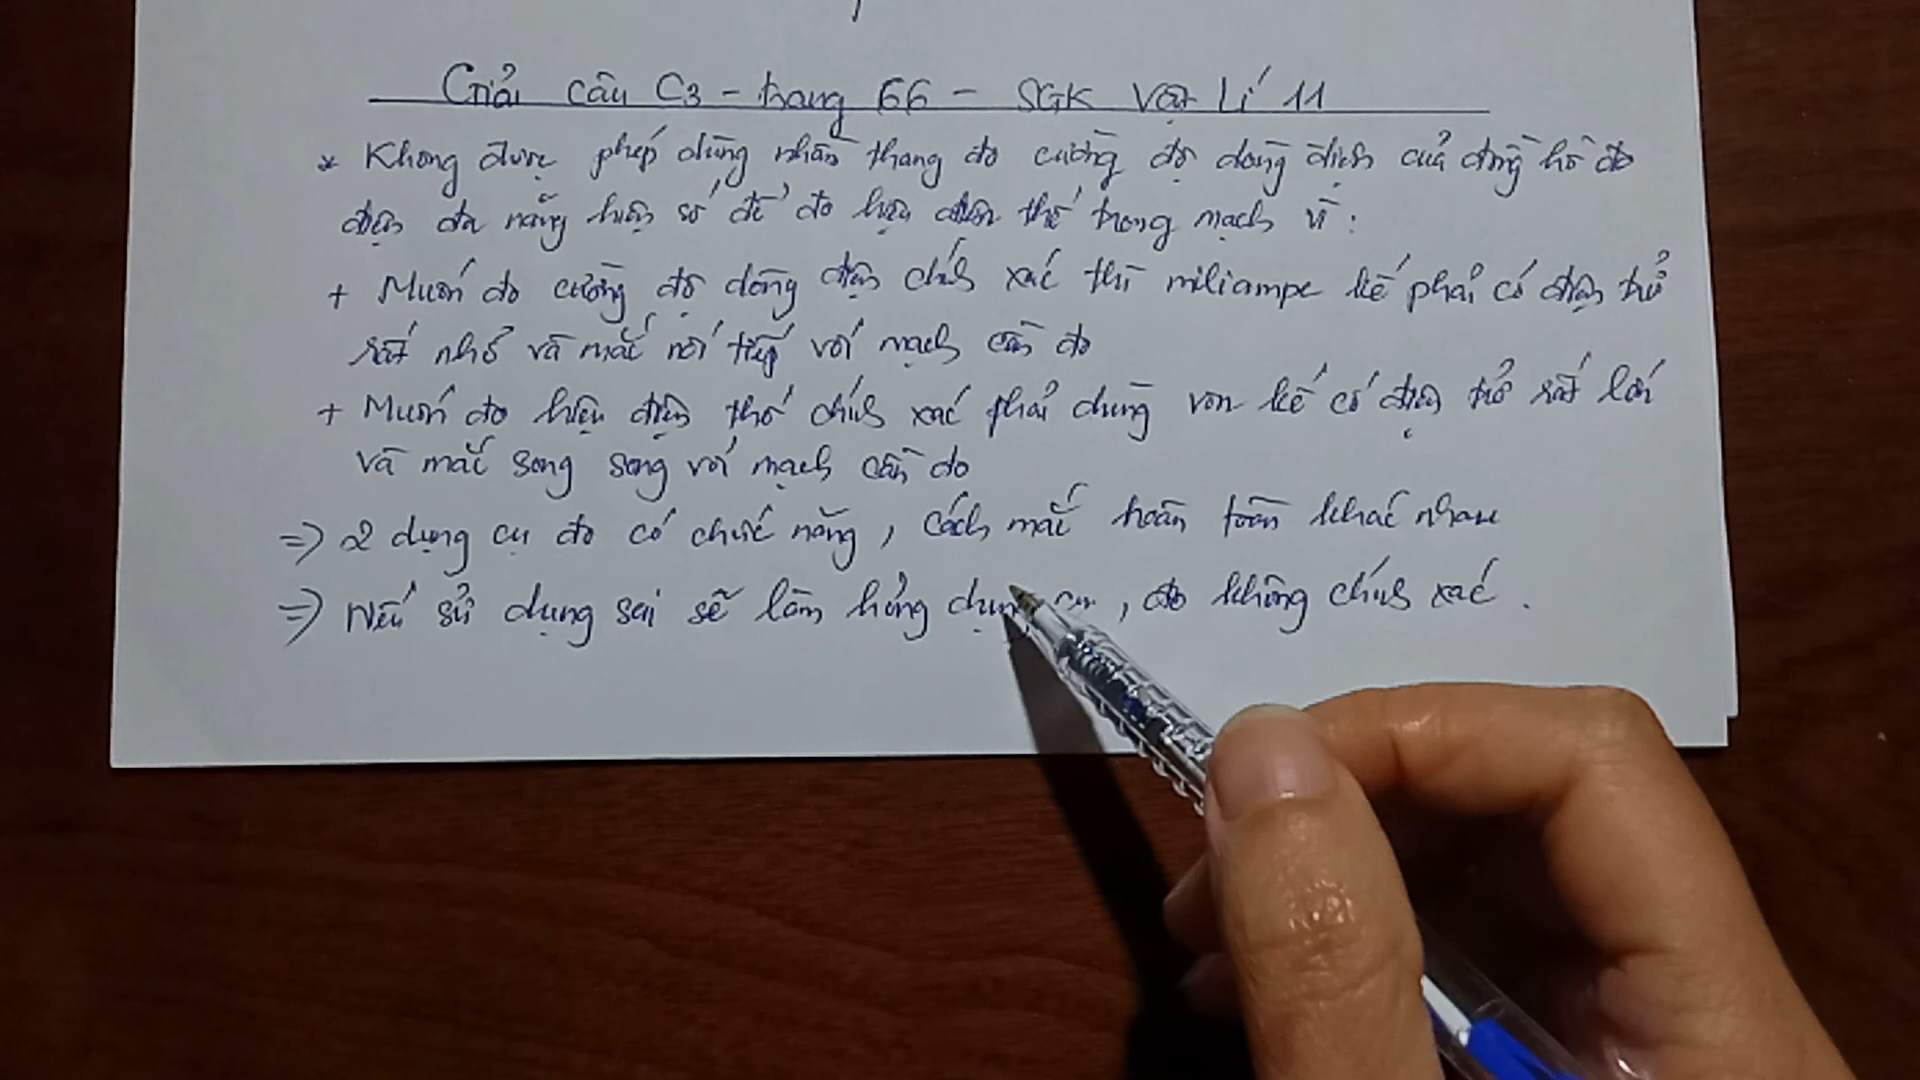 Giải câu C3 - trang 66 - SGK Vật Lí 11
* Không được phép dùng nhầm thang đo cường độ dòng điện của đồng hồ đo
điện đa năng hiện số để đo hiệu điện thế trong mạch vì:
+ Muốn đo cường độ dòng điện chính xác thì miliampe kế phải có điện trở
rất nhỏ và mắc nối tiếp với mạch cần đo
+ Muốn đo hiệu điện thế chính xác phải dùng vôn kế có điện trở rất lớn
và mắc song song với mạch cần đo
=> 2 dụng cụ đo có chức năng, cách mắc hoàn toàn khác nhau
=> Nếu sử dụng sai sẽ làm hỏng dụng cụ, đo không chính xác.